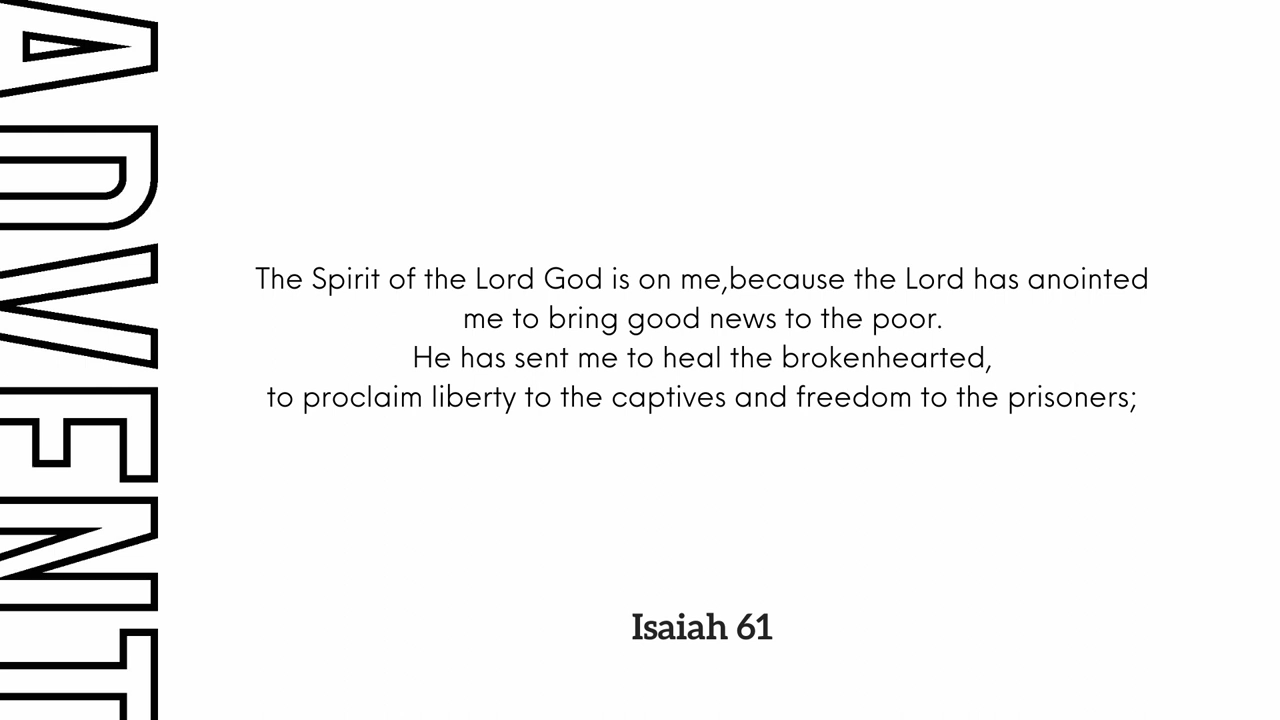 ADVENT
The Spirit of the Lord God is on me,because the Lord has anointed
me to bring good news to the poor.
He has sent me to heal the brokenhearted,
to proclaim liberty to the captives and freedom to the prisoners;
Isaiah 61